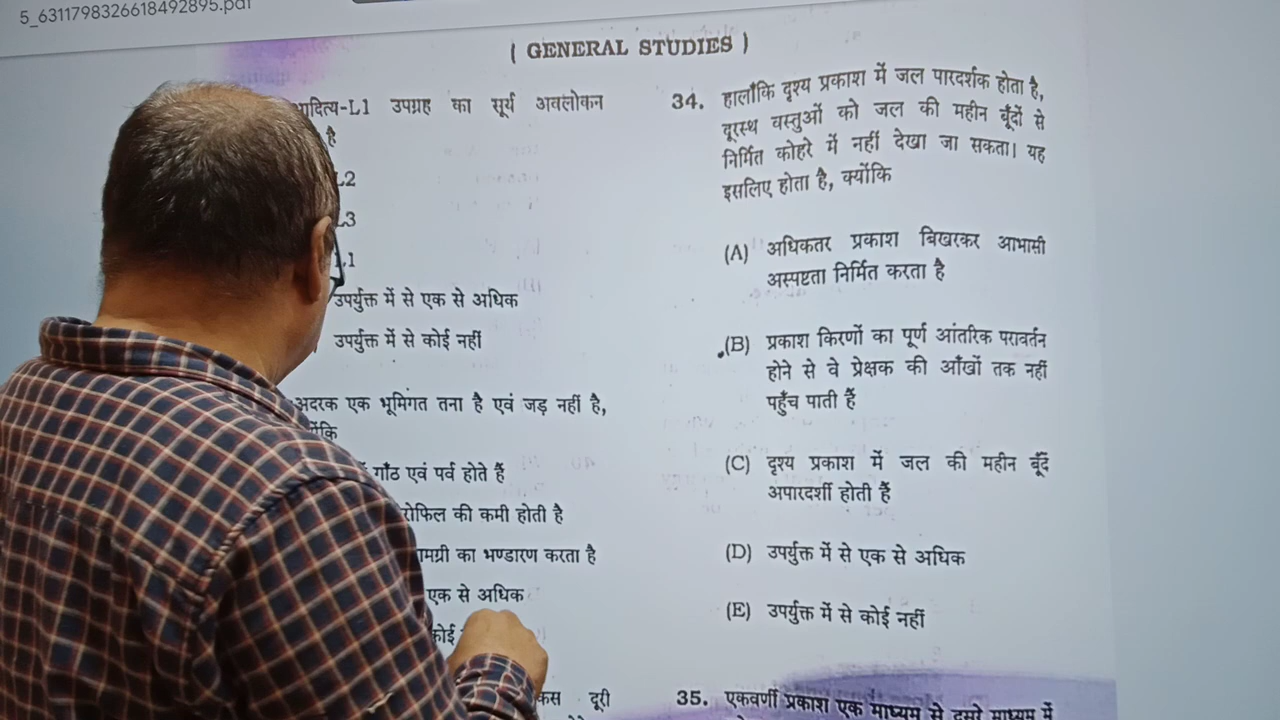 5_6311798326618492895.pdf
( GENERAL STUDIES )
आदित्य-L1 उपग्रह का सूर्य अवलोकन
है
L2
L3
L1
उपर्युक्त में से एक से अधिक
उपर्युक्त में से कोई नहीं
अदरक एक भूमिगत तना है एवं जड़ नहीं है,
गाँठ एवं पर्व होते हैं
की कमी होती है
का भण्डारण करता है
एक से अधिक
कोई
दूरी
34. हालाँकि दृश्य प्रकाश में जल पारदर्शक होता है,
दूरस्थ वस्तुओं को जल की महीन बूँदों से
निर्मित कोहरे में नहीं देखा जा सकता। यह
इसलिए होता है, क्योंकि
(A) अधिकतर प्रकाश बिखरकर आभासी
अस्पष्टता निर्मित करता है
(B) प्रकाश किरणों का पूर्ण आंतरिक परावर्तन
होने से वे प्रेक्षक की आँखों तक नहीं
पहुँच पाती हैं
(C) दृश्य प्रकाश में जल की महीन बूँदें
अपारदर्शी होती हैं
(D) उपर्युक्त में से एक से अधिक
(E) उपर्युक्त में से कोई नहीं
35. एकवर्णी प्रकाश एक माध्यम से दूसरे माध्यम में